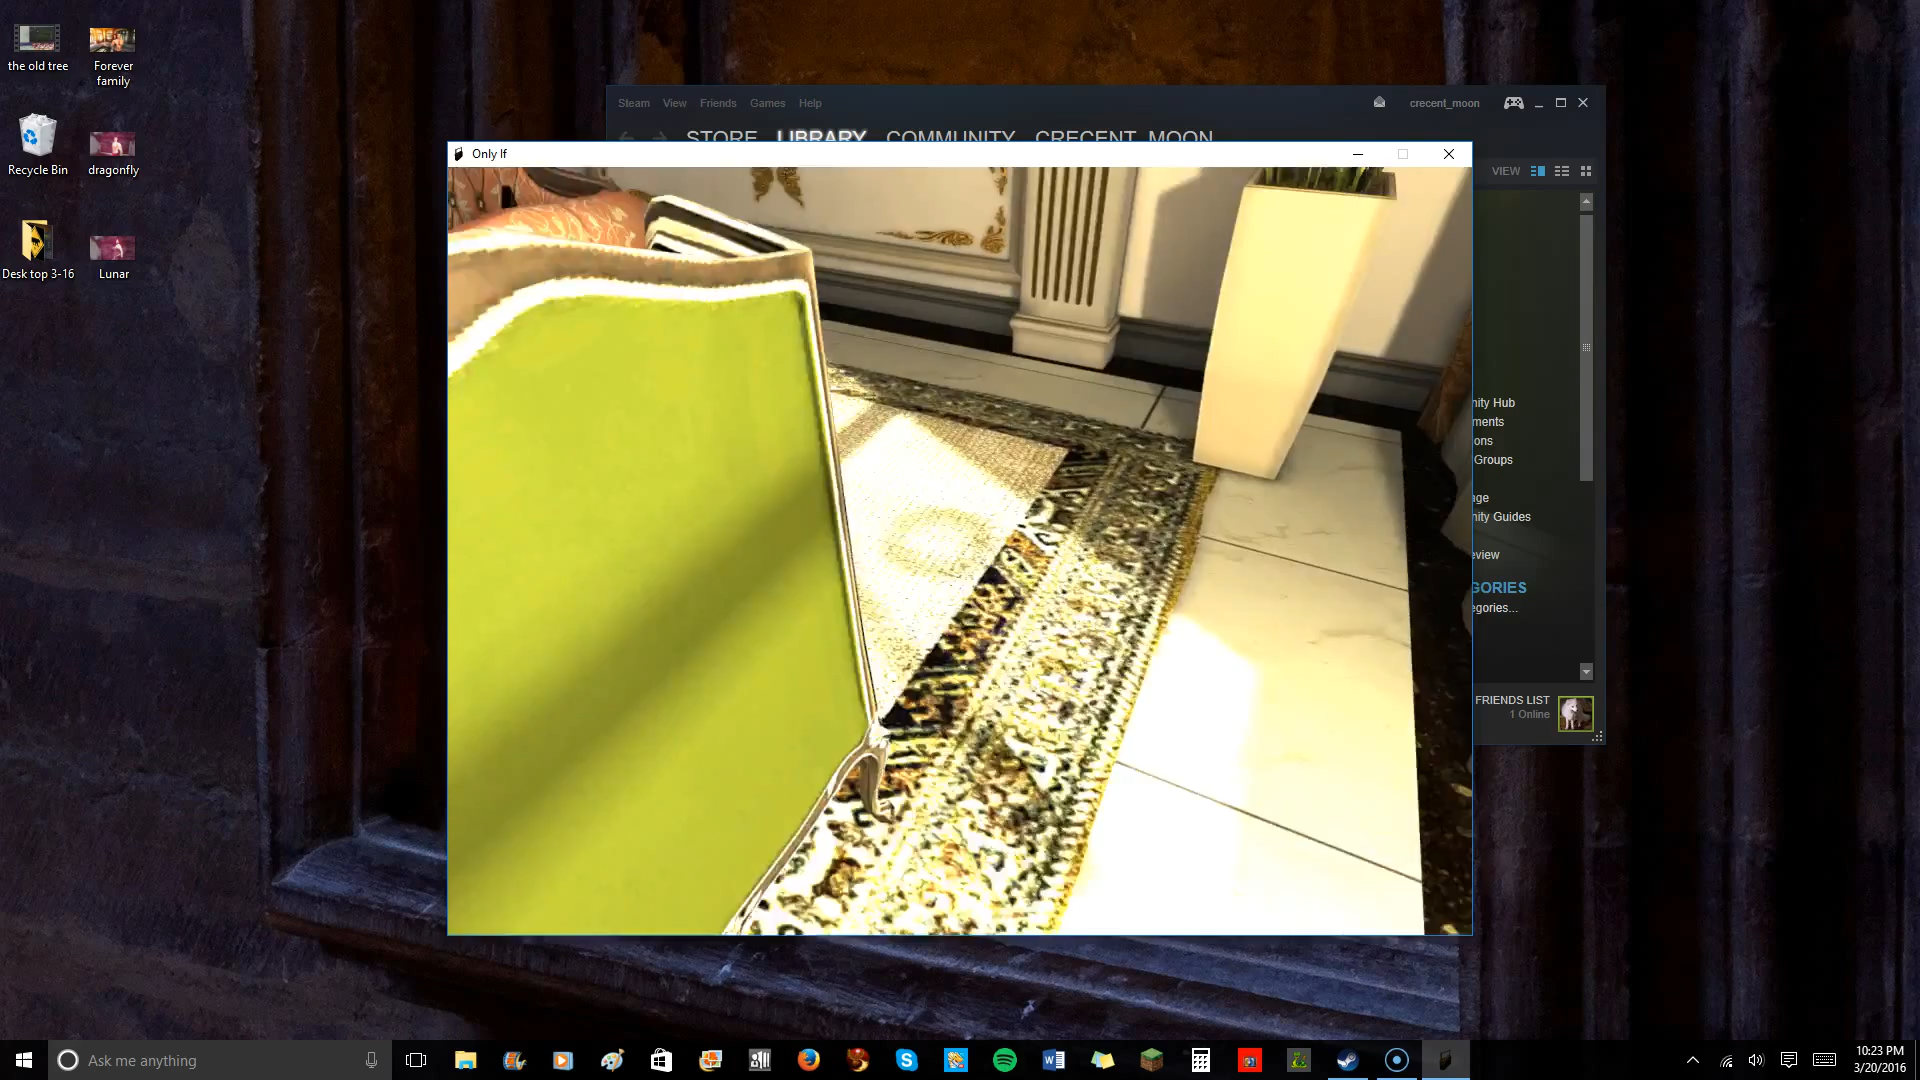 the old tree
Forever
family
Recycle Bin
dragonfly
Desk top 3-16
Lunar
Steam View Friends Games Help
crecent_moon
STORE LIBRARY COMMUNITY CRECENT_MOON
Only If
VIEW
nity Hub
ments
ons
Groups
age
nity Guides
eview
GORIES
egories...
FRIENDS LIST
1 Online
Ask me anything
10:23 PM
3/20/2016